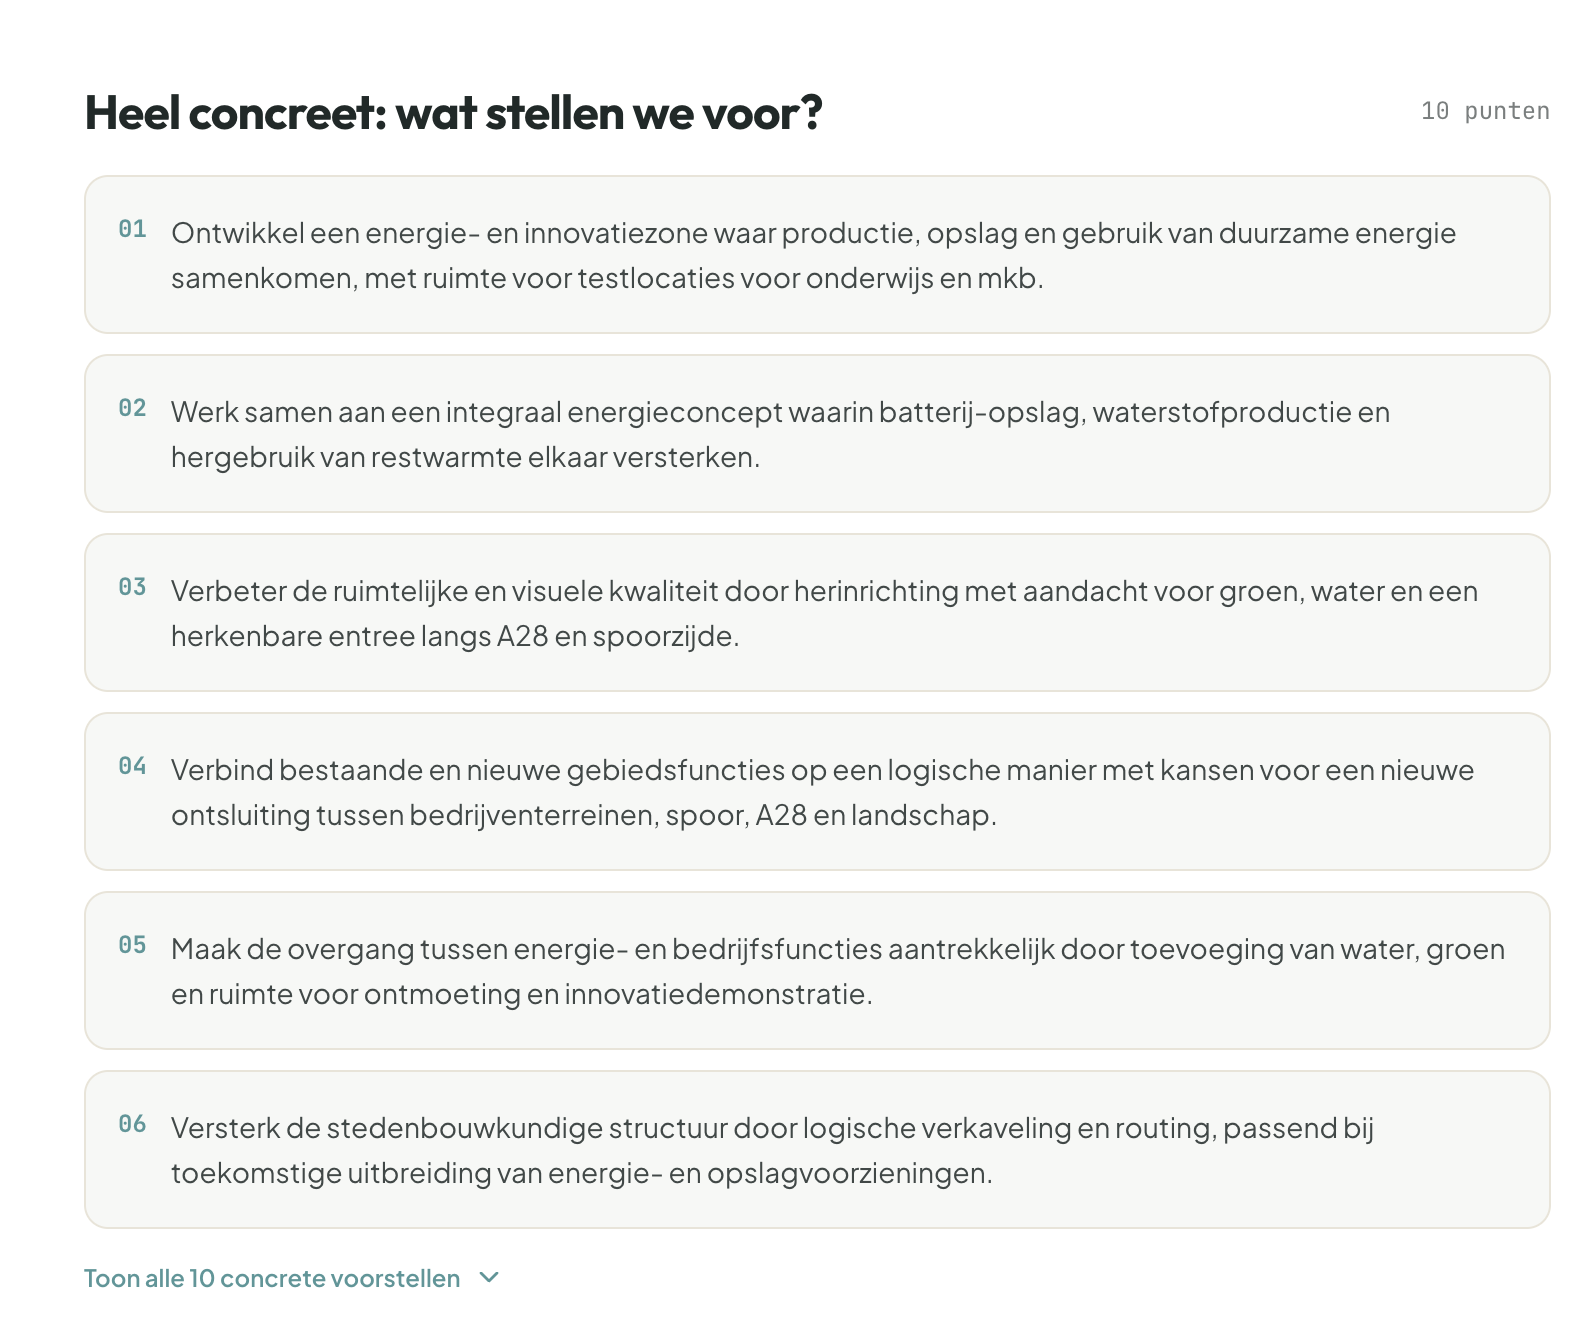 Heel concreet: wat stellen we voor?
10 punten
01 Ontwikkel een energie- en innovatiezone waar productie, opslag en gebruik van duurzame energie
samenkomen, met ruimte voor testlocaties voor onderwijs en mkb.
02 Werk samen aan een integraal energieconcept waarin batterij-opslag, waterstofproductie en
hergebruik van restwarmte elkaar versterken.
03 Verbeter de ruimtelijke en visuele kwaliteit door herinrichting met aandacht voor groen, water en een
herkenbare entree langs A28 en spoorzijde.
04 Verbind bestaande en nieuwe gebiedsfuncties op een logische manier met kansen voor een nieuwe
ontsluiting tussen bedrijventerreinen, spoor, A28 en landschap.
05 Maak de overgang tussen energie- en bedrijfsfuncties aantrekkelijk door toevoeging van water, groen
en ruimte voor ontmoeting en innovatiedemonstratie.
06 Versterk de stedenbouwkundige structuur door logische verkaveling en routing, passend bij
toekomstige uitbreiding van energie- en opslagvoorzieningen.
Toon alle 10 concrete voorstellen